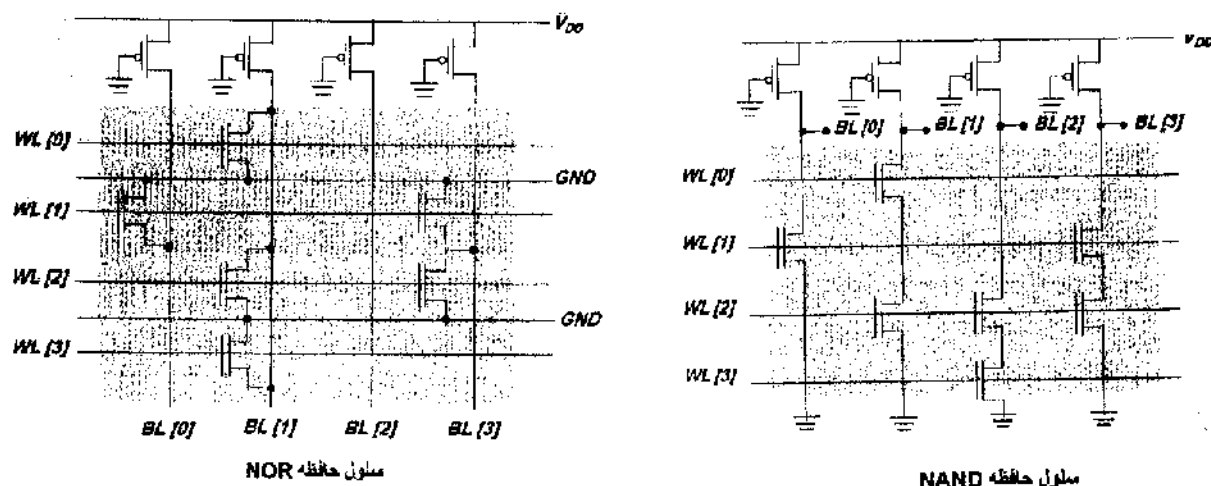 V_DD
WL [0]
GND
WL [1]
WL [2]
GND
WL [3]
BL [0] BL [1] BL [2] BL [3]
سلول حافظه NOR
V_DD
BL [0] BL [1] BL [2] BL [3]
WL [0]
WL [1]
WL [2]
WL [3]
سلول حافظه NAND